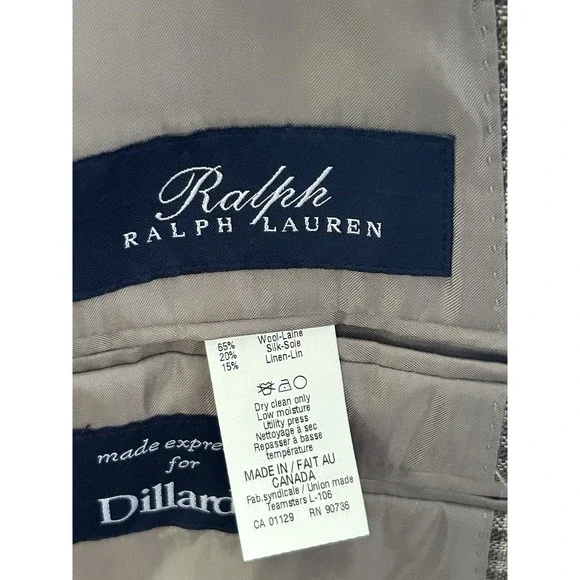 Ralph
RALPH LAUREN
65% Wool-Laine
20% Silk-Soie
15% Linen-Lin
Dry clean only
Low moisture
Utility press
Nettoyage à sec
Repasser à basse
température
MADE IN / FAIT AU
CANADA
Fab.syndicale / Union made
Teamsters L-106
CA 01129 RN 90736
made expre
for
Dillard